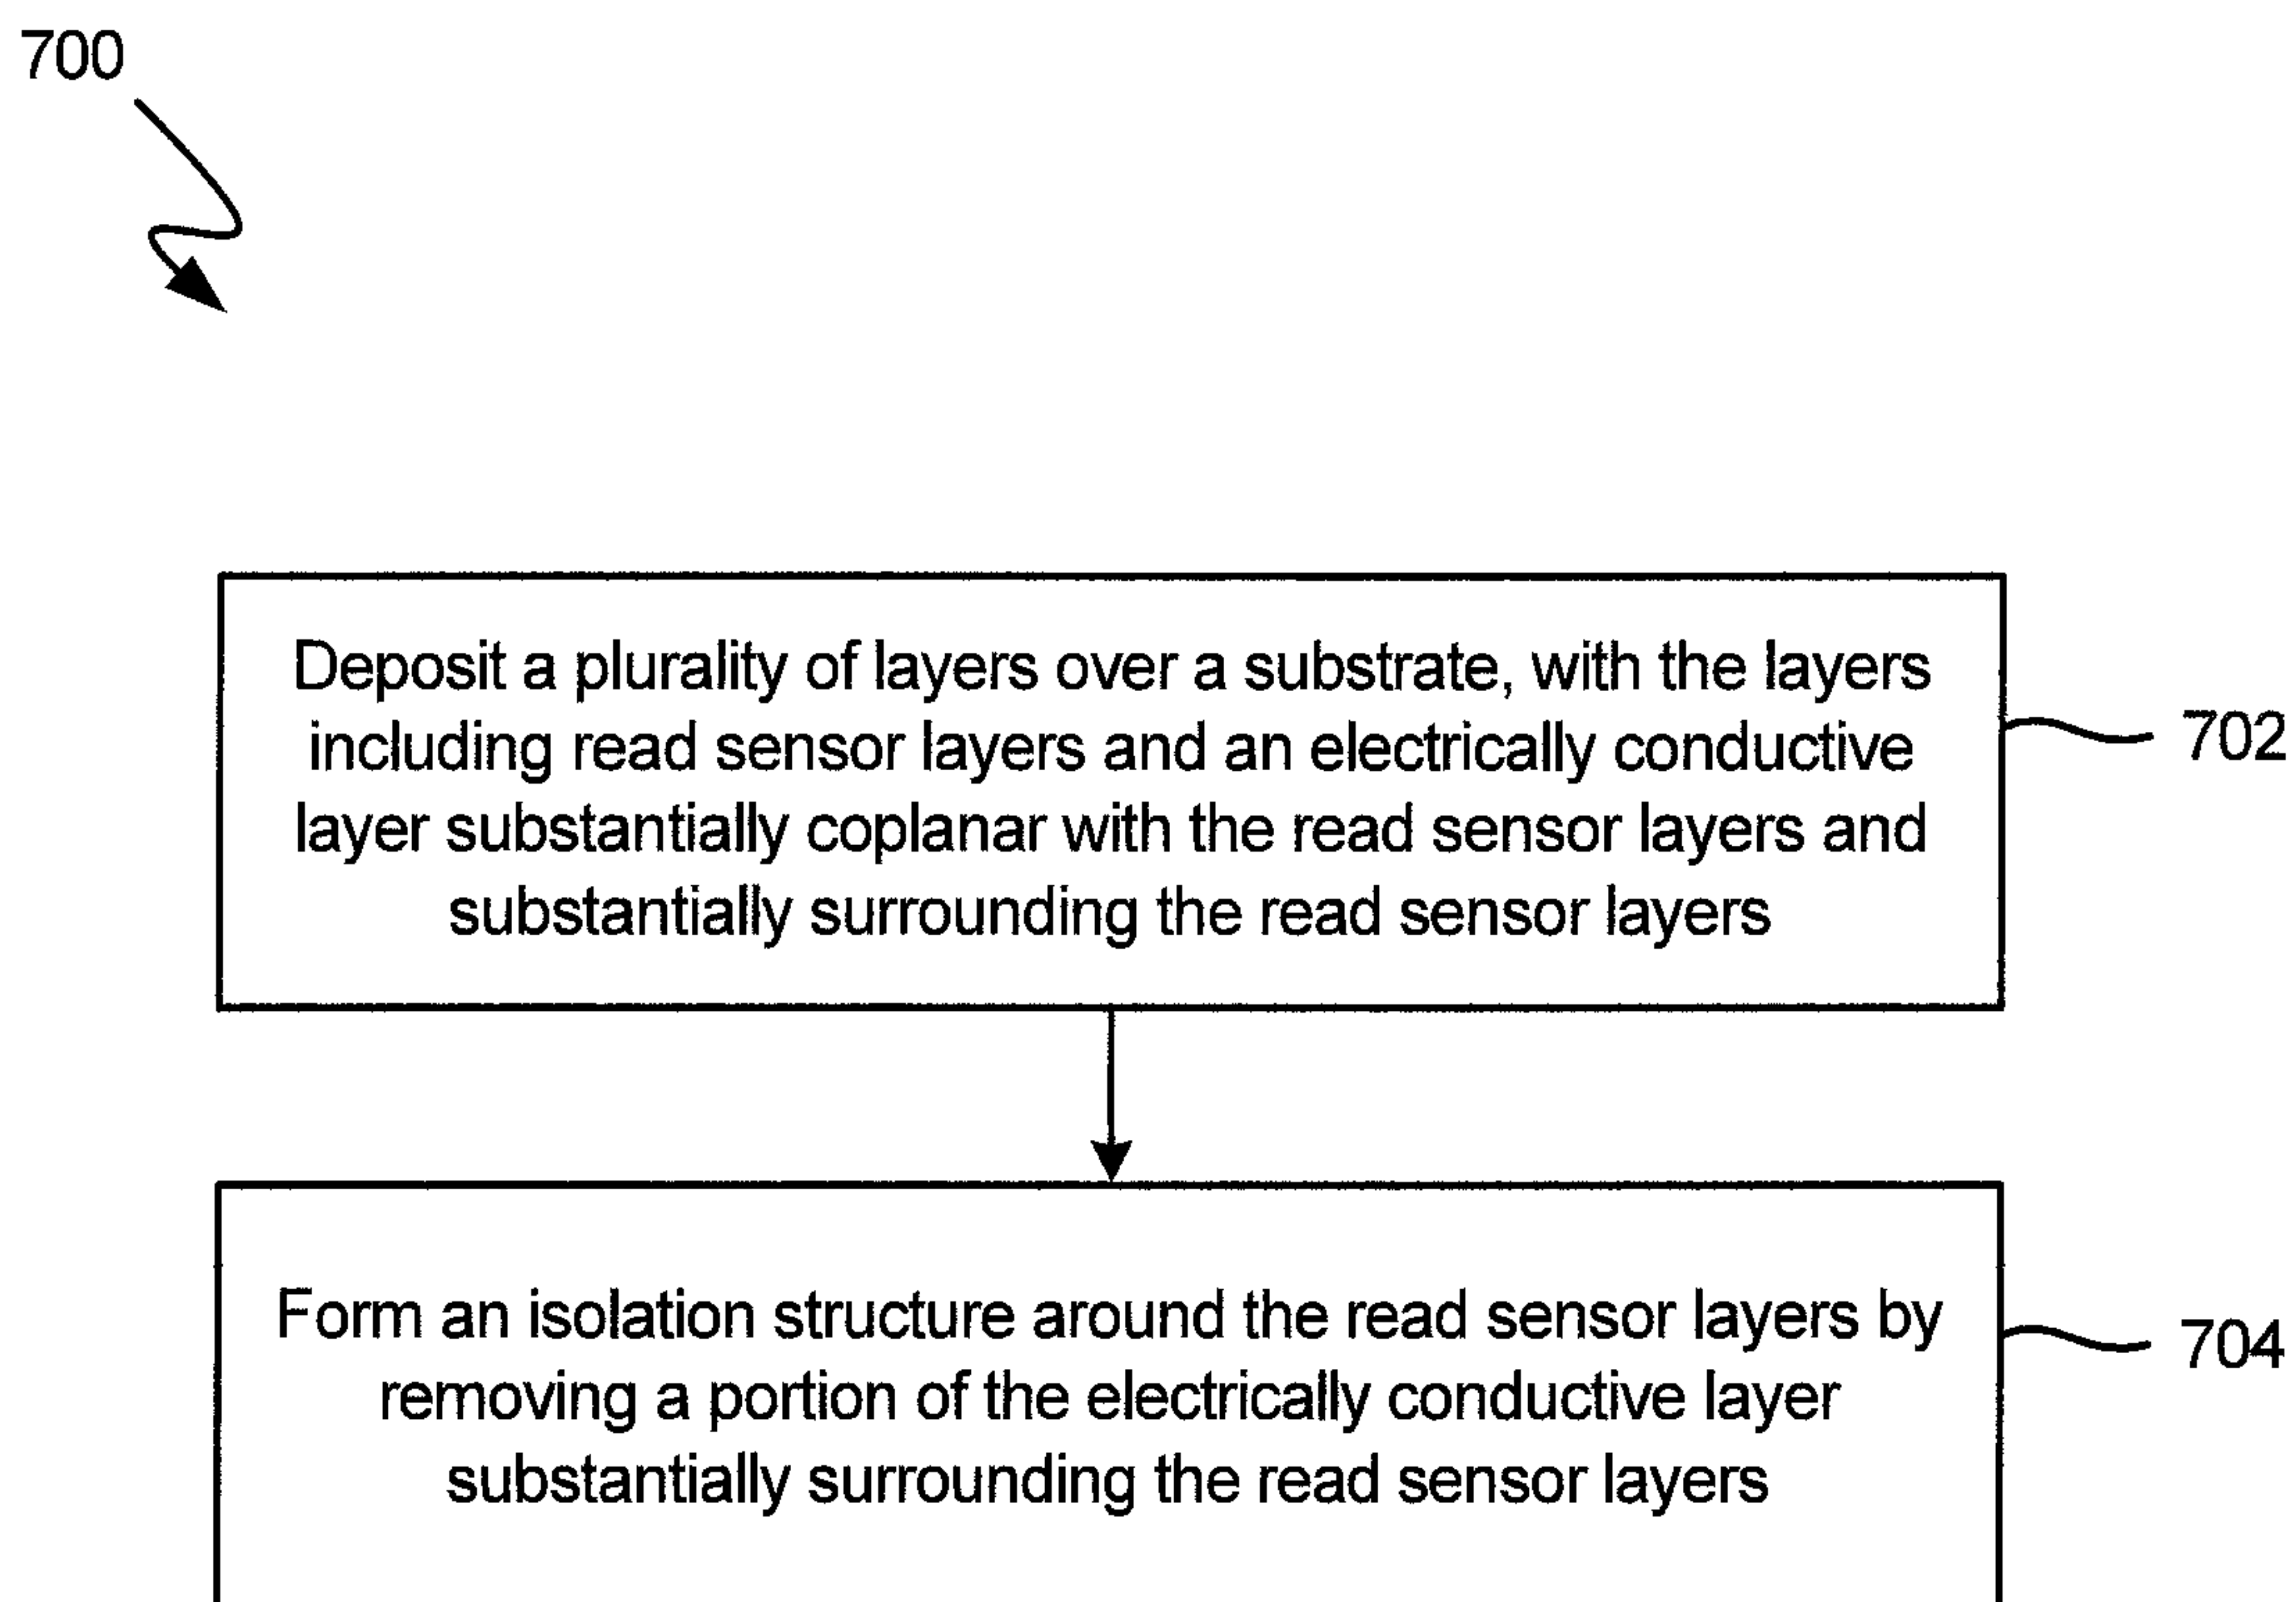 700
Deposit a plurality of layers over a substrate, with the layers
including read sensor layers and an electrically conductive
layer substantially coplanar with the read sensor layers and
substantially surrounding the read sensor layers
702
Form an isolation structure around the read sensor layers by
removing a portion of the electrically conductive layer
substantially surrounding the read sensor layers
704